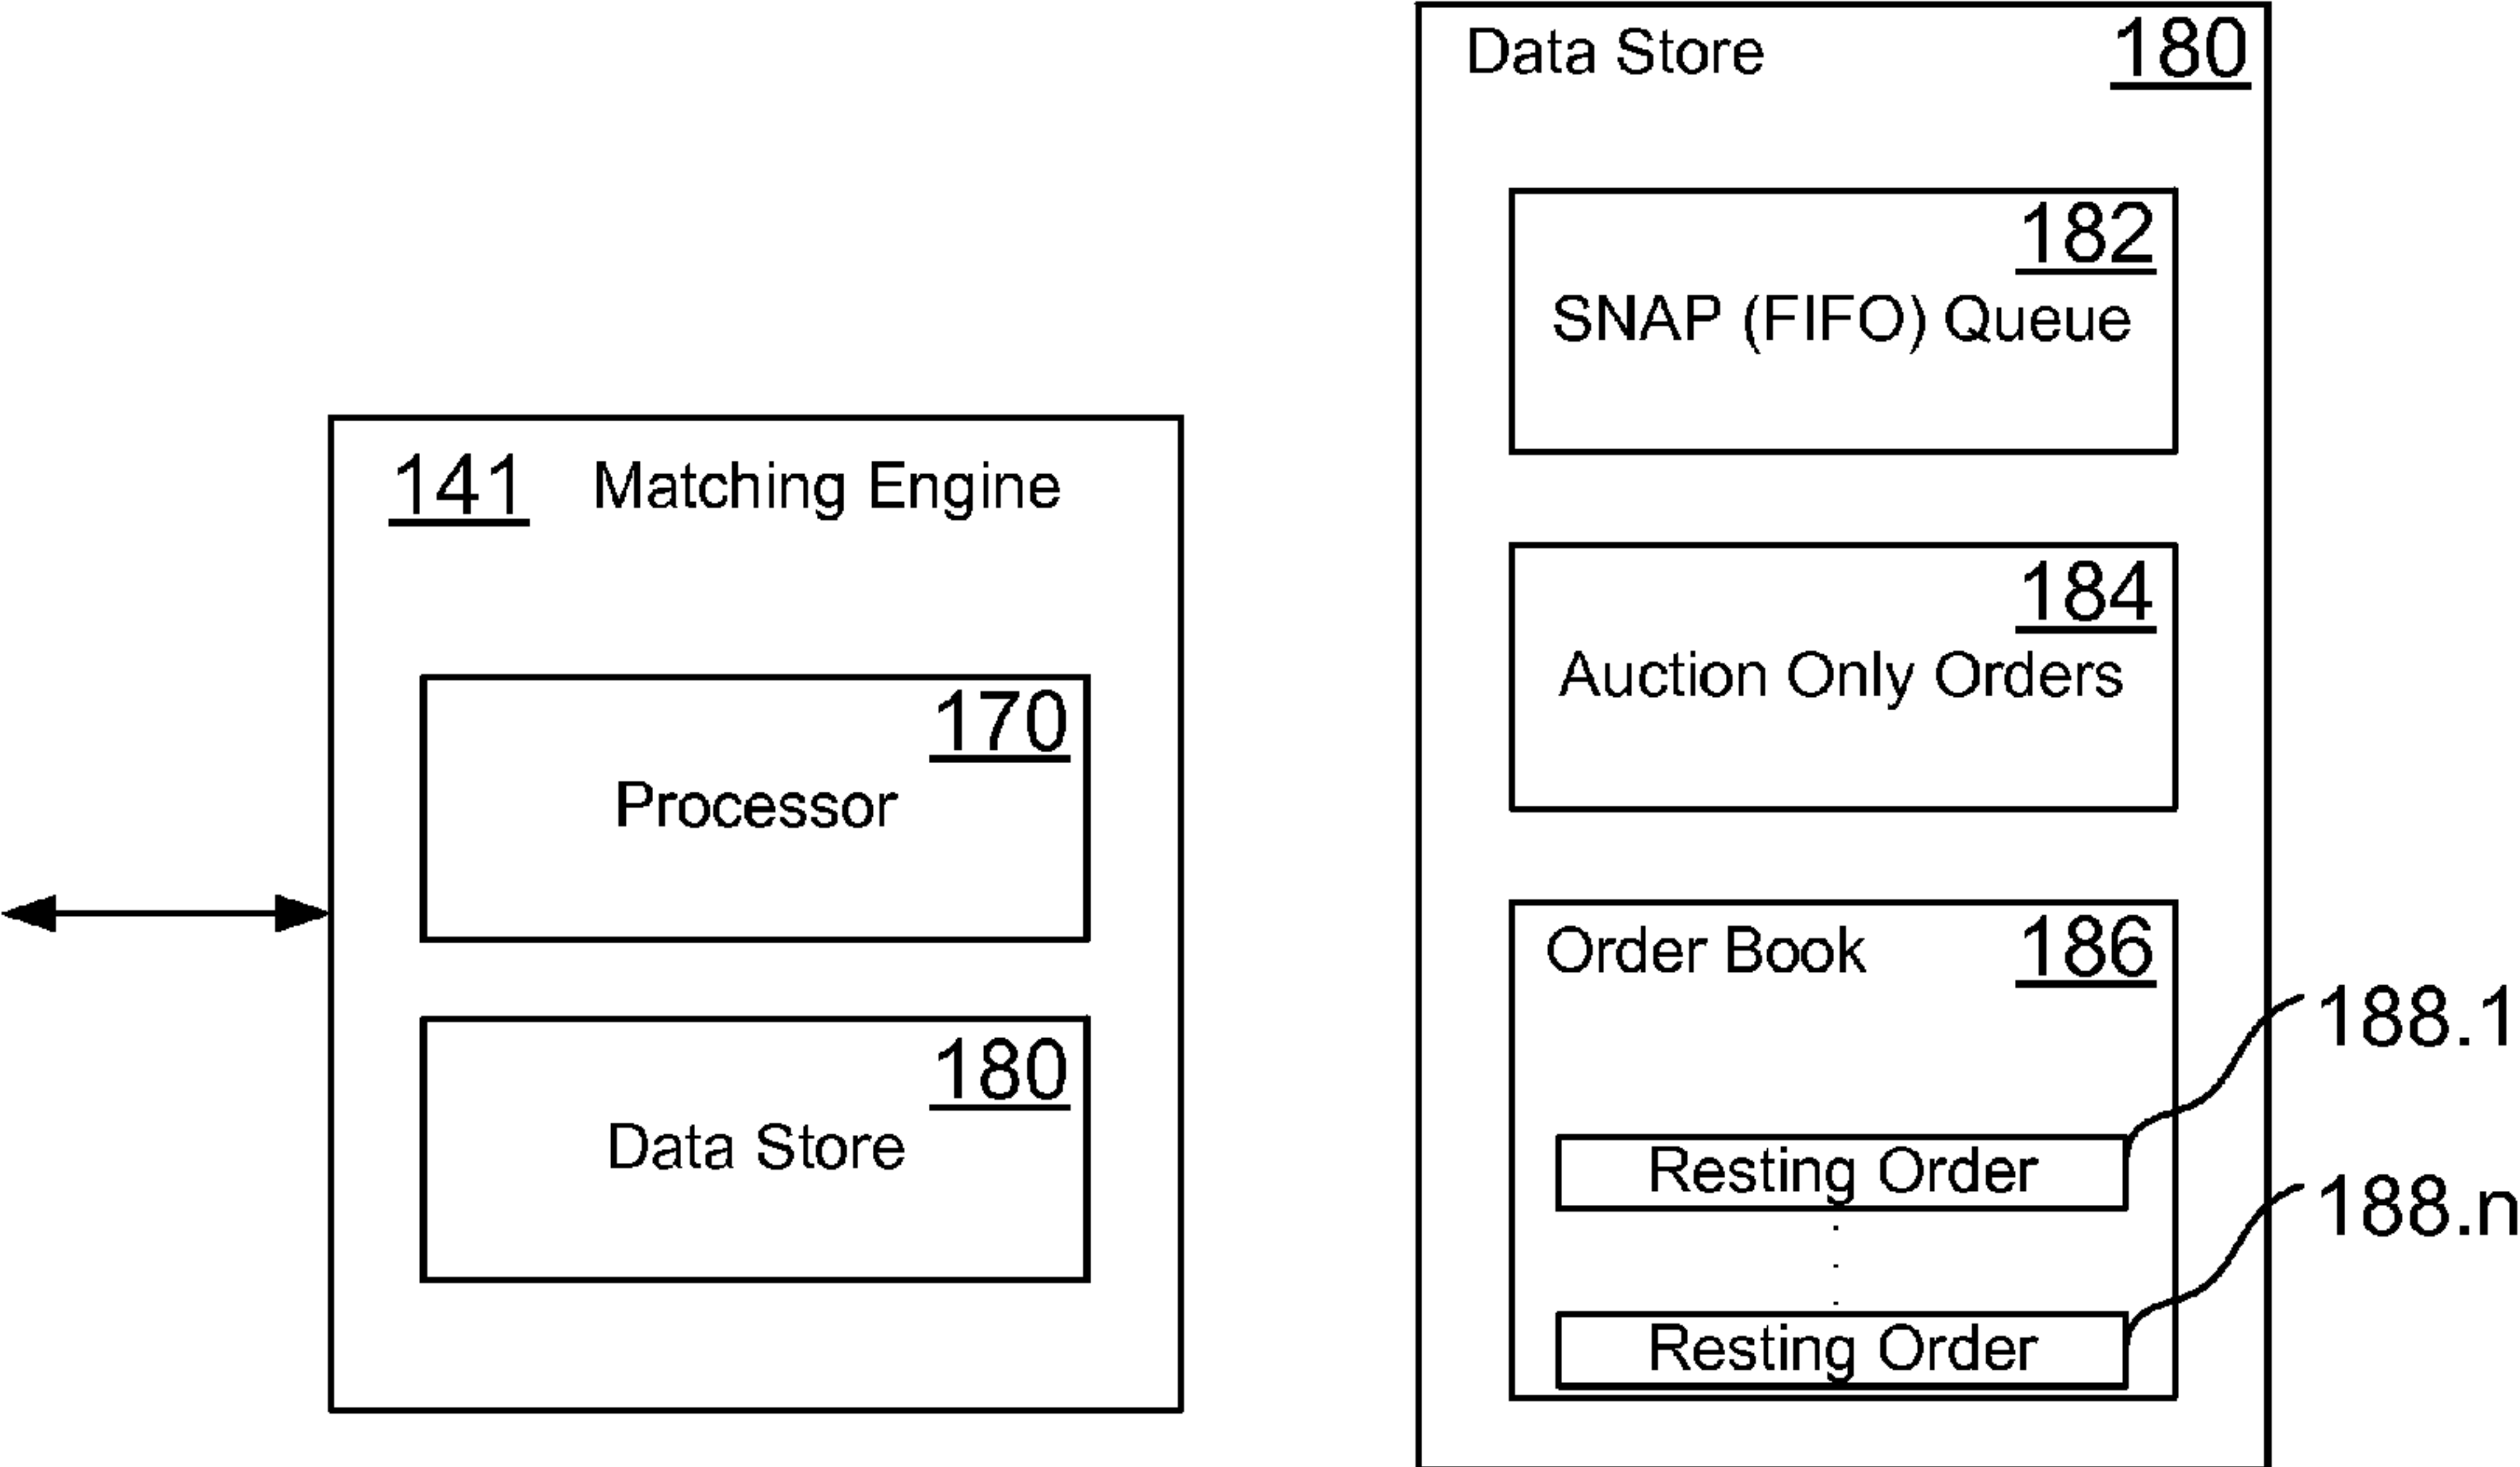 141 Matching Engine
170
Processor
180
Data Store
Data Store 180
182
SNAP (FIFO) Queue
184
Auction Only Orders
Order Book 186
188.1
Resting Order
188.n
Resting Order